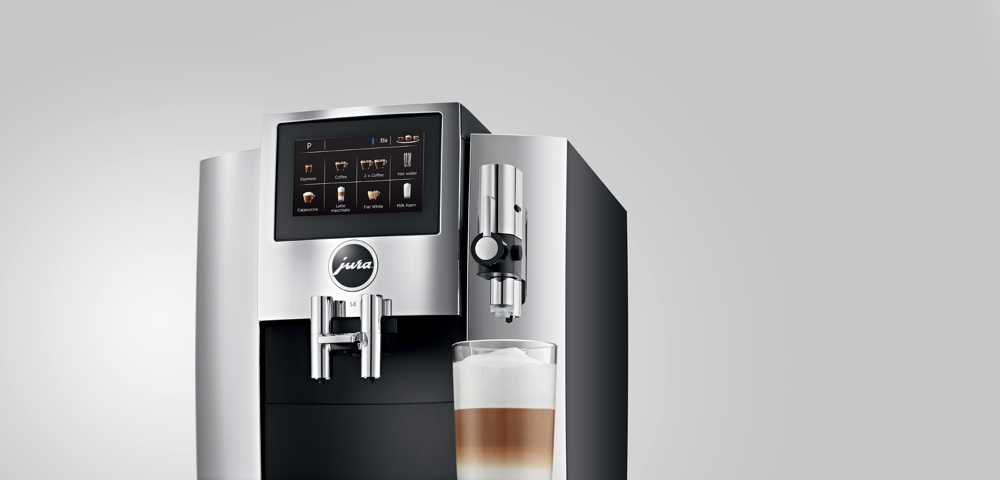 P
ESM
Espresso
Coffee
2 x Coffee
Hot water
Cappuccino
Latte
macchiato
Flat White
Milk foam
jura
S8